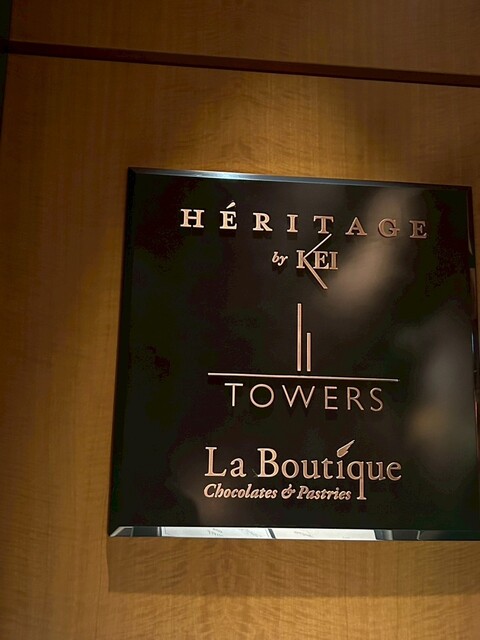 HÉRITAGE
by KEI
TOWERS
La Boutique
Chocolates & Pastries